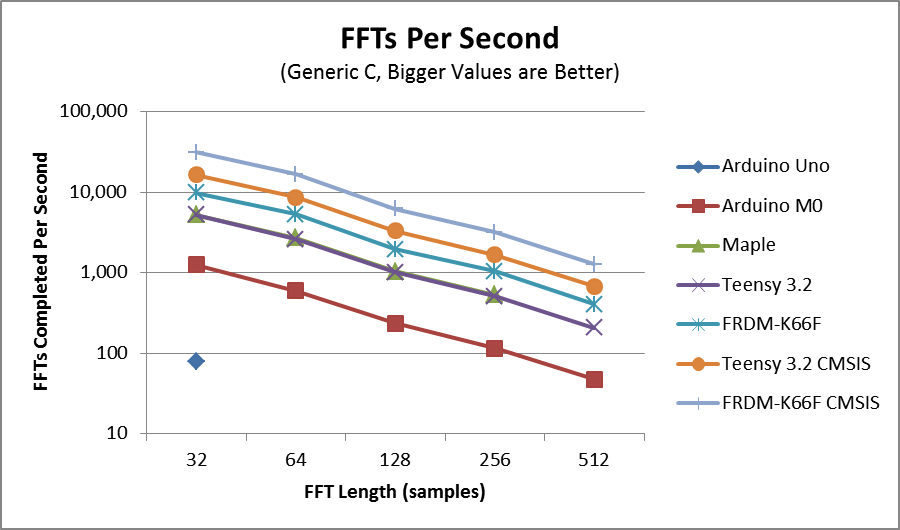 FFTs Per Second
(Generic C, Bigger Values are Better)
FFTs Completed Per Second
100,000
10,000
1,000
100
10
32
64
128
256
512
FFT Length (samples)
Arduino Uno
Arduino M0
Maple
Teensy 3.2
FRDM-K66F
Teensy 3.2 CMSIS
FRDM-K66F CMSIS